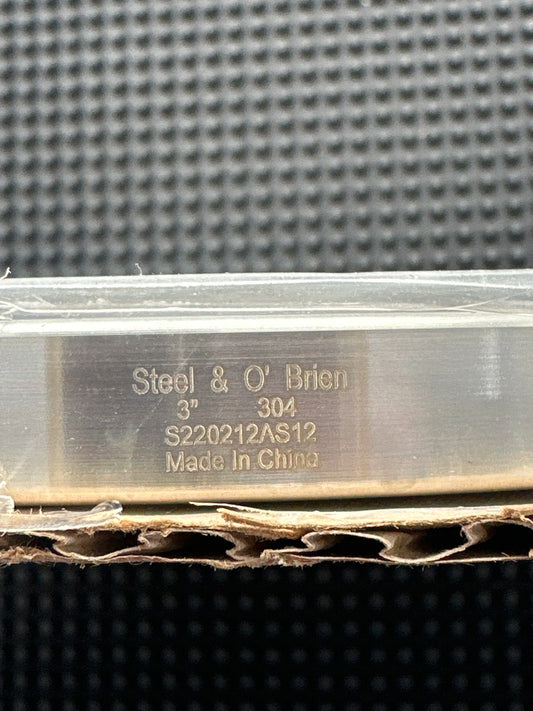 Steel & O' Brien
3" 304
S220212AS12
Made In China